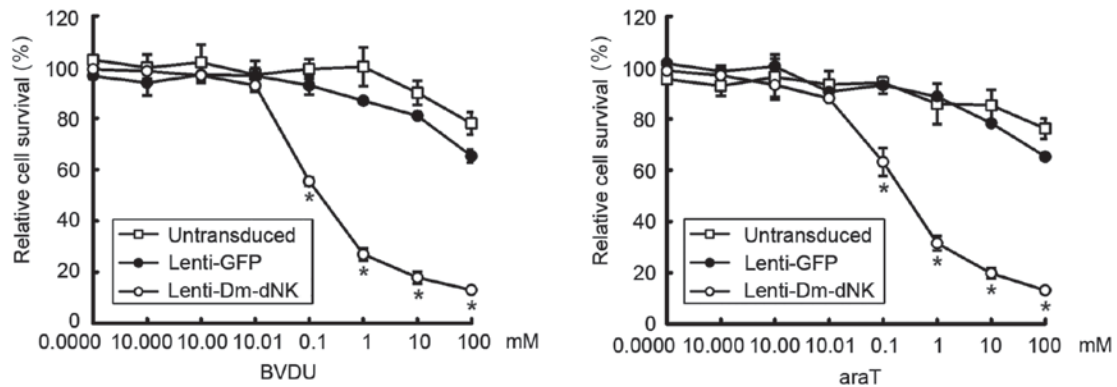 120
100
80
60
40
20
0
Relative cell survival (%)
Untransduced
Lenti-GFP
Lenti-Dm-dNK
*
*
*
*
0.0000 10.000 10.00 10.01 0.1 1 10 100 mM
BVDU
120
100
80
60
40
20
0
Relative cell survival (%)
Untransduced
Lenti-GFP
Lenti-Dm-dNK
*
*
*
*
0.0000 10.000 10.00 10.01 0.1 1 10 100 mM
araT